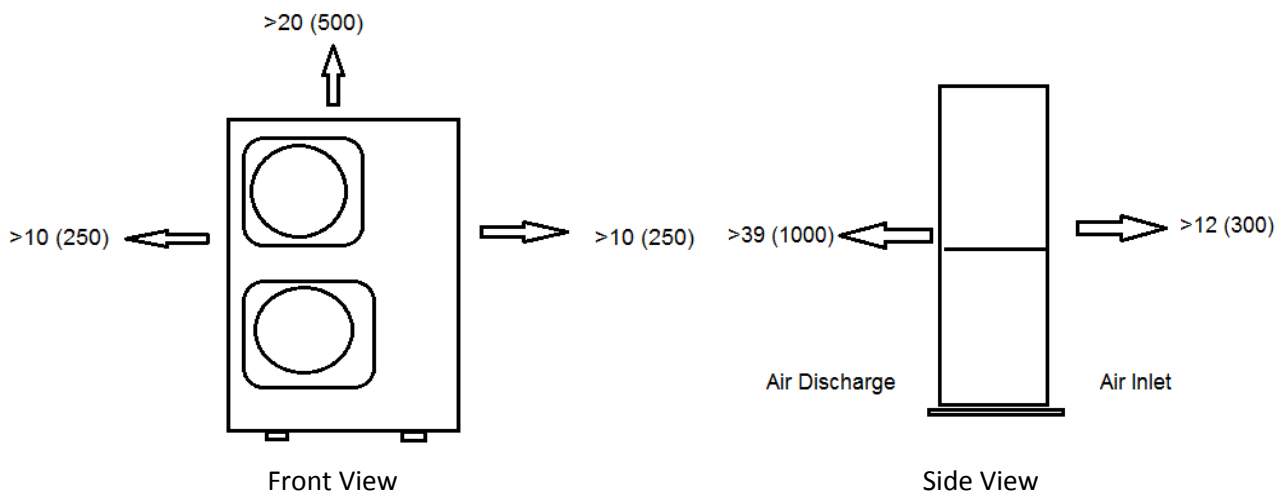 >20 (500)
>10 (250)
>10 (250)
>39 (1000)
>12 (300)
Air Discharge
Air Inlet
Front View
Side View